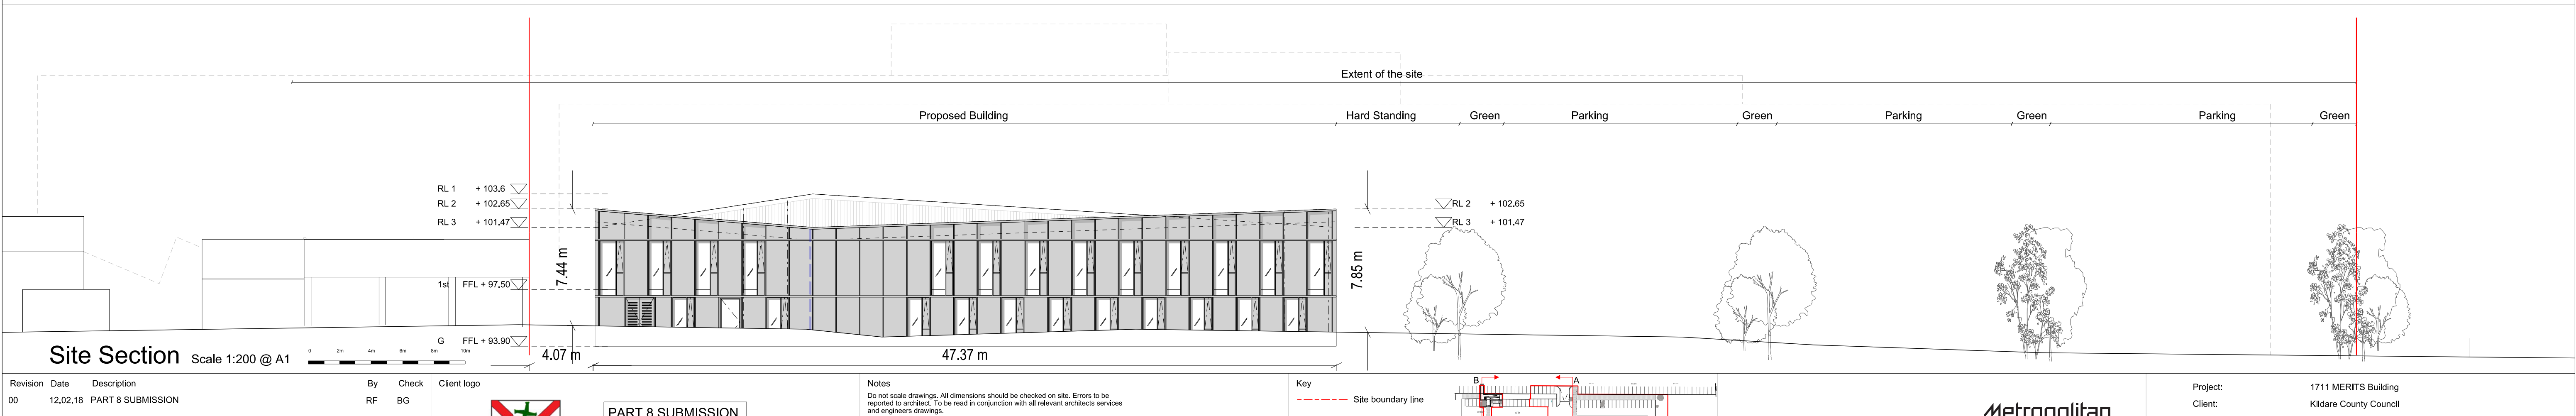 Extent of the site
Proposed Building Hard Standing Green Parking Green Parking Green Parking Green
RL 1 + 103.6
RL 2 + 102.65
RL 3 + 101,47
RL 2 + 102.65
RL 3 + 101,47
7.44 m
7.85 m
1st FFL + 97,50
G FFL + 93,90
4.07 m
47.37 m
Site Section Scale 1:200 @ A1
0 2m 4m 6m 8m 10m
Revision Date Description By Check
00 12,02,18 PART 8 SUBMISSION RF BG
Client logo
PART 8 SUBMISSION
Notes
Do not scale drawings. All dimensions should be checked on site. Errors to be
reported to architect. To be read in conjunction with all relevant architects services
and engineers drawings.
Key
Site boundary line
B A
Metropolitan
Project: 1711 MERITS Building
Client: Kildare County Council